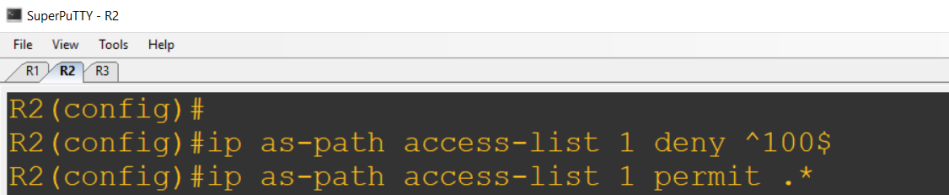 SuperPuTTY - R2
File View Tools Help
R1 R2 R3
R2(config)#
R2(config)#ip as-path access-list 1 deny ^100$
R2(config)#ip as-path access-list 1 permit .*